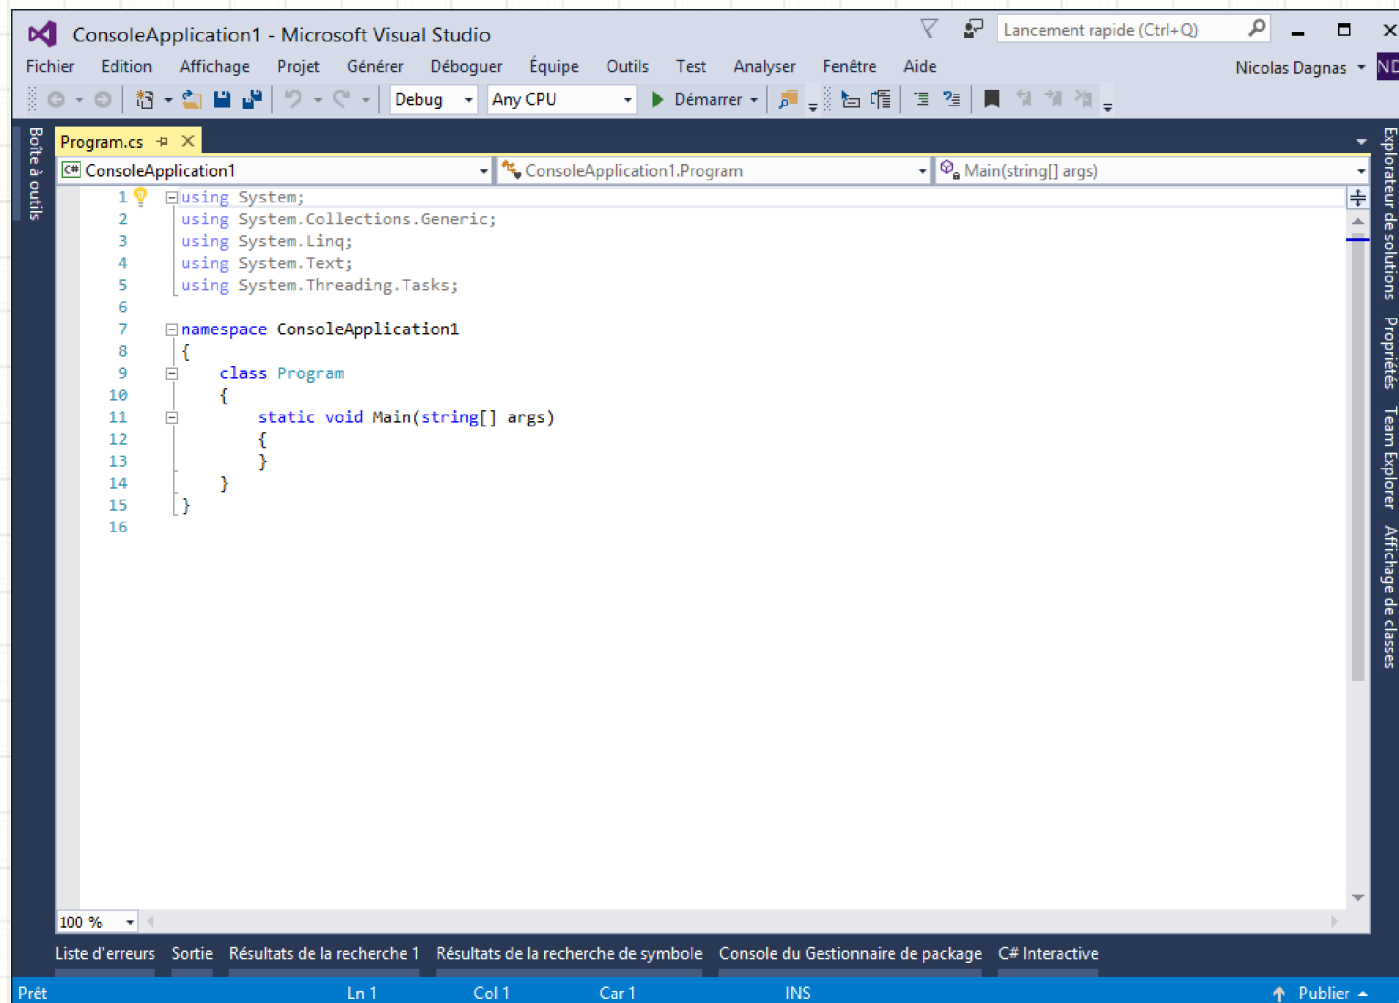 ConsoleApplication1 - Microsoft Visual Studio
Lancement rapide (Ctrl+Q)
Fichier Edition Affichage Projet Générer Déboguer Équipe Outils Test Analyser Fenêtre Aide
Nicolas Dagnas ND
Debug Any CPU Démarrer
Boîte à outils
Program.cs
C# ConsoleApplication1 ConsoleApplication1.Program Main(string[] args)
1 using System;
2 using System.Collections.Generic;
3 using System.Linq;
4 using System.Text;
5 using System.Threading.Tasks;
6
7 namespace ConsoleApplication1
8 {
9 class Program
10 {
11 static void Main(string[] args)
12 {
13 }
14 }
15 }
16
Explorateur de solutions
Propriétés
Team Explorer
Affichage de classes
100 %
Liste d'erreurs Sortie Résultats de la recherche 1 Résultats de la recherche de symbole Console du Gestionnaire de package C# Interactive
Prêt Ln 1 Col 1 Car 1 INS Publier